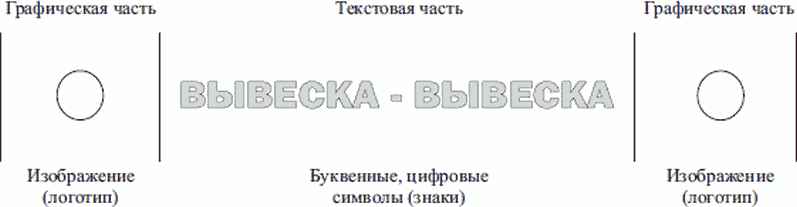 Графическая часть
Текстовая часть
Графическая часть
ВЫВЕСКА - ВЫВЕСКА
Изображение
(логотип)
Буквенные, цифровые
символы (знаки)
Изображение
(логотип)